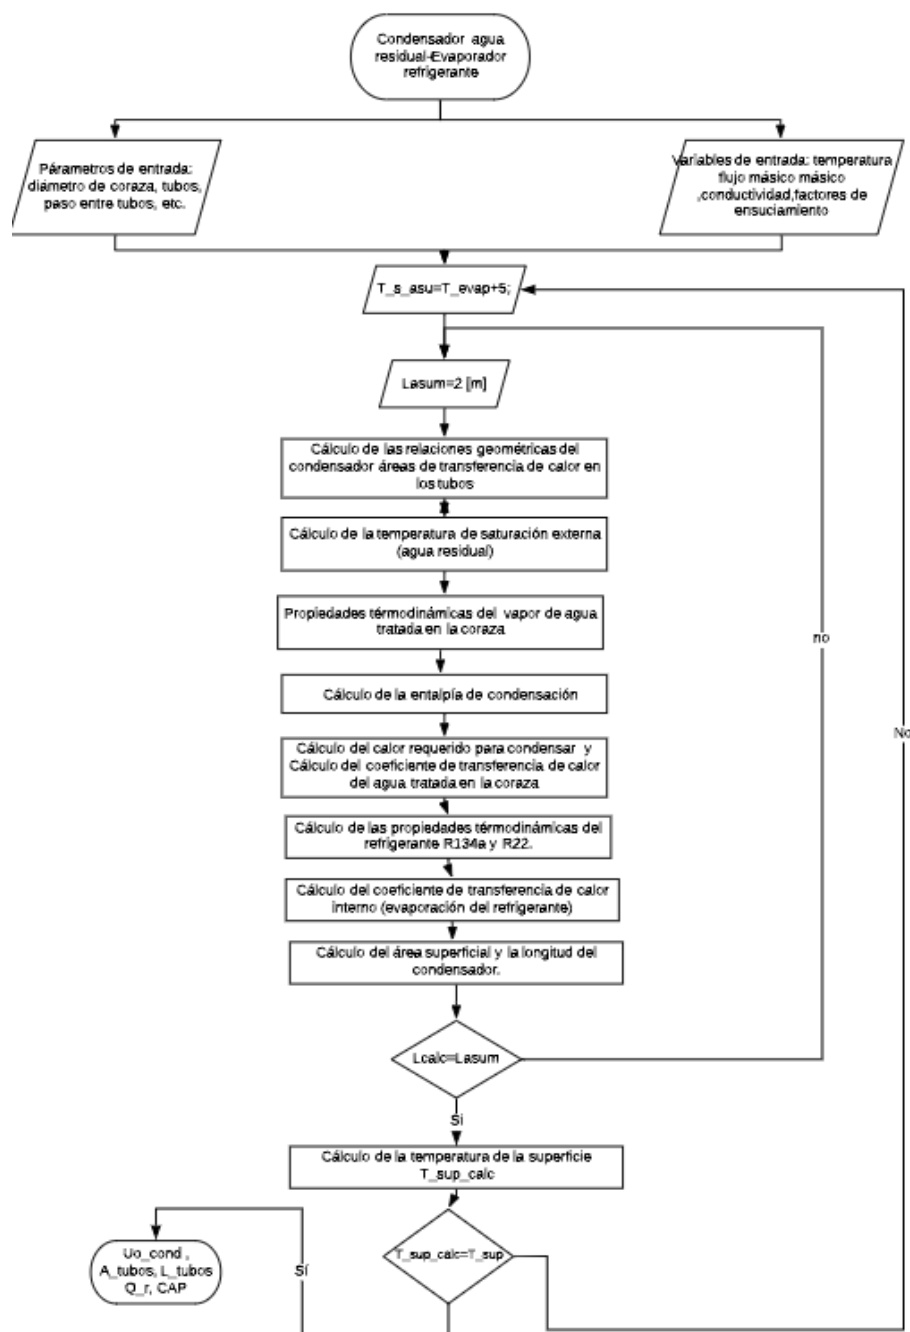 Condensador agua
residual-Evaporador
refrigerante
Párametros de entrada:
diámetro de coraza, tubos,
paso entre tubos, etc.
Variables de entrada: temperatura
flujo másico másico
,conductividad,factores de
ensuciamiento
T_s_asu=T_evap+5;
Lasum=2 [m]
Cálculo de las relaciones geométricas del
condensador áreas de transferencia de calor en
los tubos
Cálculo de la temperatura de saturación externa
(agua residual)
Propiedades térmodinámicas del vapor de agua
tratada en la coraza
no
Cálculo de la entalpía de condensación
No
Cálculo del calor requerido para condensar y
Cálculo del coeficiente de transferencia de calor
del agua tratada en la coraza
Cálculo de las propiedades térmodinámicas del
refrigerante R134a y R22.
Cálculo del coeficiente de transferencia de calor
interno (evaporación del refrigerante)
Cálculo del área superficial y la longitud del
condensador.
Lcalc=Lasum
Si
Cálculo de la temperatura de la superficie
T_sup_calc
T_sup_calc=T_sup
Sí
Uo_cond ,
A_tubos, L_tubos
Q_r, CAP